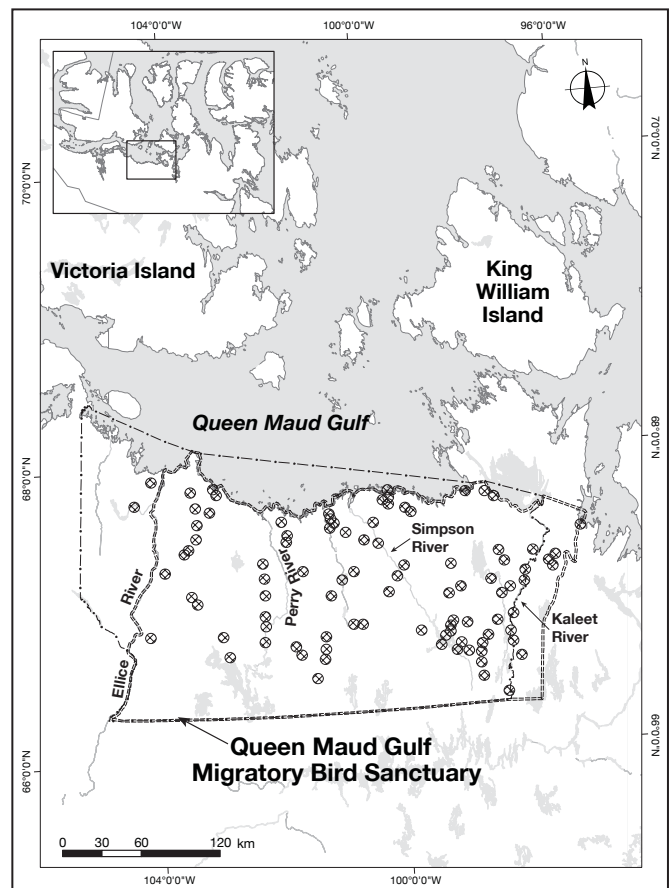 104°0'0"W
100°0'0"W
96°0'0"W
N
70°0'0"N
70°0'0"N
Victoria Island
King
William
Island
Queen Maud Gulf
68°0'0"N
68°0'0"N
Simpson
River
Perry River
River
Ellice
Kaleet
River
Queen Maud Gulf
Migratory Bird Sanctuary
66°0'0"N
66°0'0"N
0 30 60 120 km
104°0'0"W
100°0'0"W